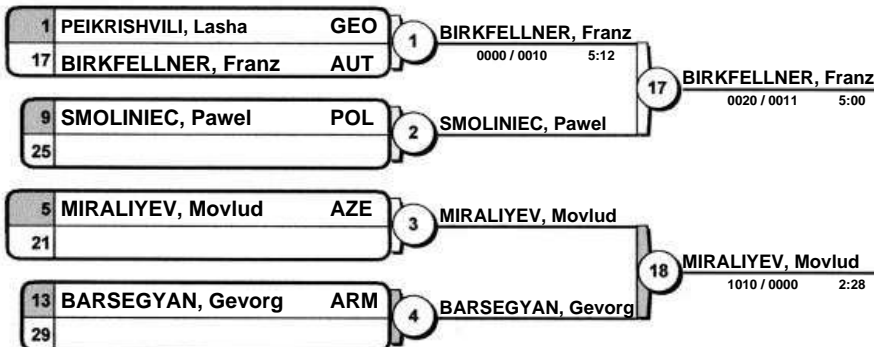 1 PEIKRISHVILI, Lasha GEO
17 BIRKFELLNER, Franz AUT
1
BIRKFELLNER, Franz
0000 / 0010 5:12
9 SMOLINIEC, Pawel POL
25
2
SMOLINIEC, Pawel
17
BIRKFELLNER, Franz
0020 / 0011 5:00
5 MIRALIYEV, Movlud AZE
21
3
MIRALIYEV, Movlud
13 BARSEGYAN, Gevorg ARM
29
4
BARSEGYAN, Gevorg
18
MIRALIYEV, Movlud
1010 / 0000 2:28